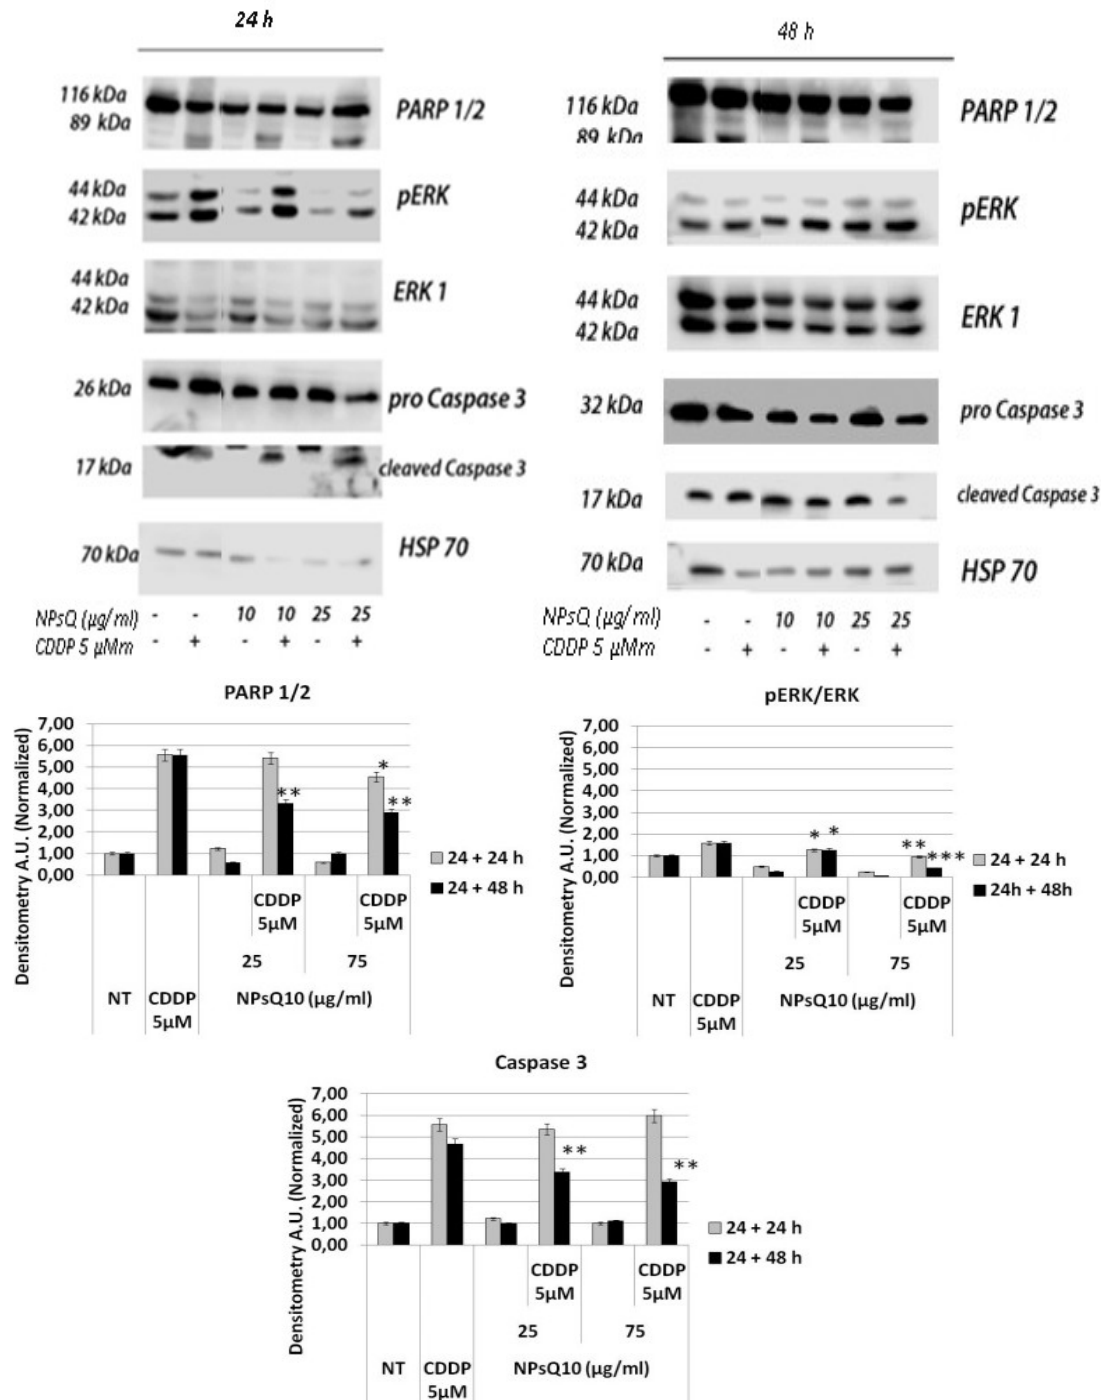 24 h
116 kDa
89 kDa
PARP 1/2
44 kDa
42 kDa
pERK
44 kDa
42 kDa
ERK 1
26 kDa
pro Caspase 3
17 kDa
cleaved Caspase 3
70 kDa
HSP 70
NPsQ (µg/ml) - - 10 10 25 25
CDDP 5 µMm - + - + - +
48 h
116 kDa
89 kDa
PARP 1/2
44 kDa
42 kDa
pERK
44 kDa
42 kDa
ERK 1
32 kDa
pro Caspase 3
17 kDa
cleaved Caspase 3
70 kDa
HSP 70
NPsQ (µg/ml) - - 10 10 25 25
CDDP 5 µMm - + - + - +
PARP 1/2
Densitometry A.U. (Normalized)
7,00
6,00
5,00
4,00
3,00
2,00
1,00
0,00
**
*
**
24 + 24 h
24 + 48 h
CDDP 5µM
CDDP 5µM
25
75
NT
CDDP 5µM
NPsQ10 (µg/ml)
pERK/ERK
Densitometry A.U. (Normalized)
7,00
6,00
5,00
4,00
3,00
2,00
1,00
0,00
*
*
**
***
24 + 24 h
24h + 48h
CDDP 5µM
CDDP 5µM
25
75
NT
CDDP 5µM
NPsQ10 (µg/ml)
Caspase 3
Densitometry A.U. (Normalized)
7,00
6,00
5,00
4,00
3,00
2,00
1,00
0,00
**
**
24 + 24 h
24 + 48 h
CDDP 5µM
CDDP 5µM
25
75
NT
CDDP 5µM
NPsQ10 (µg/ml)